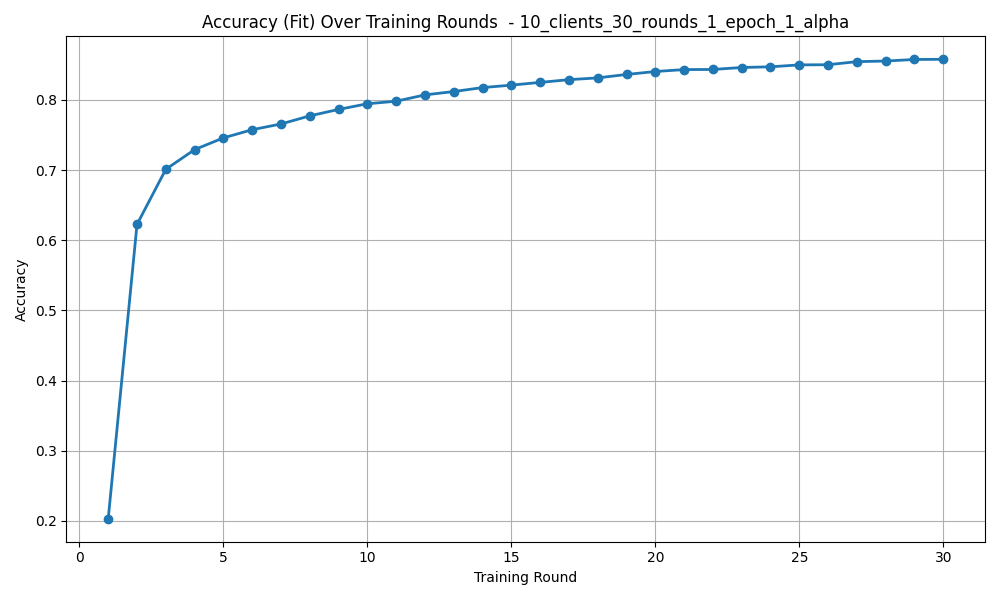 Accuracy (Fit) Over Training Rounds  - 10_clients_30_rounds_1_epoch_1_alpha
0.8
0.7
0.6
0.5
0.4
0.3
0.2
Accuracy
0 5 10 15 20 25 30
Training Round